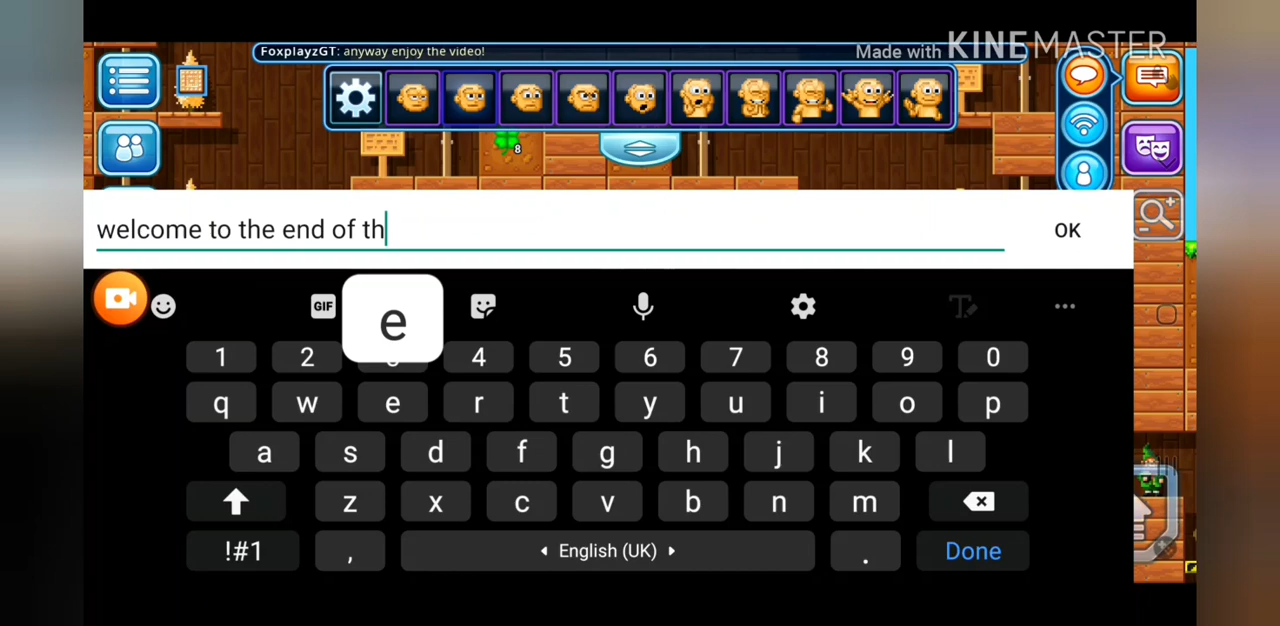 FoxplayzGT: anyway enjoy the video!
Made with KINEMASTER
8
welcome to the end of th
OK
GIF
e
1 2 4 5 6 7 8 9 0
q w e r t y u i o p
a s d f g h j k l
z x c v b n m
!#1 , English (UK) . Done